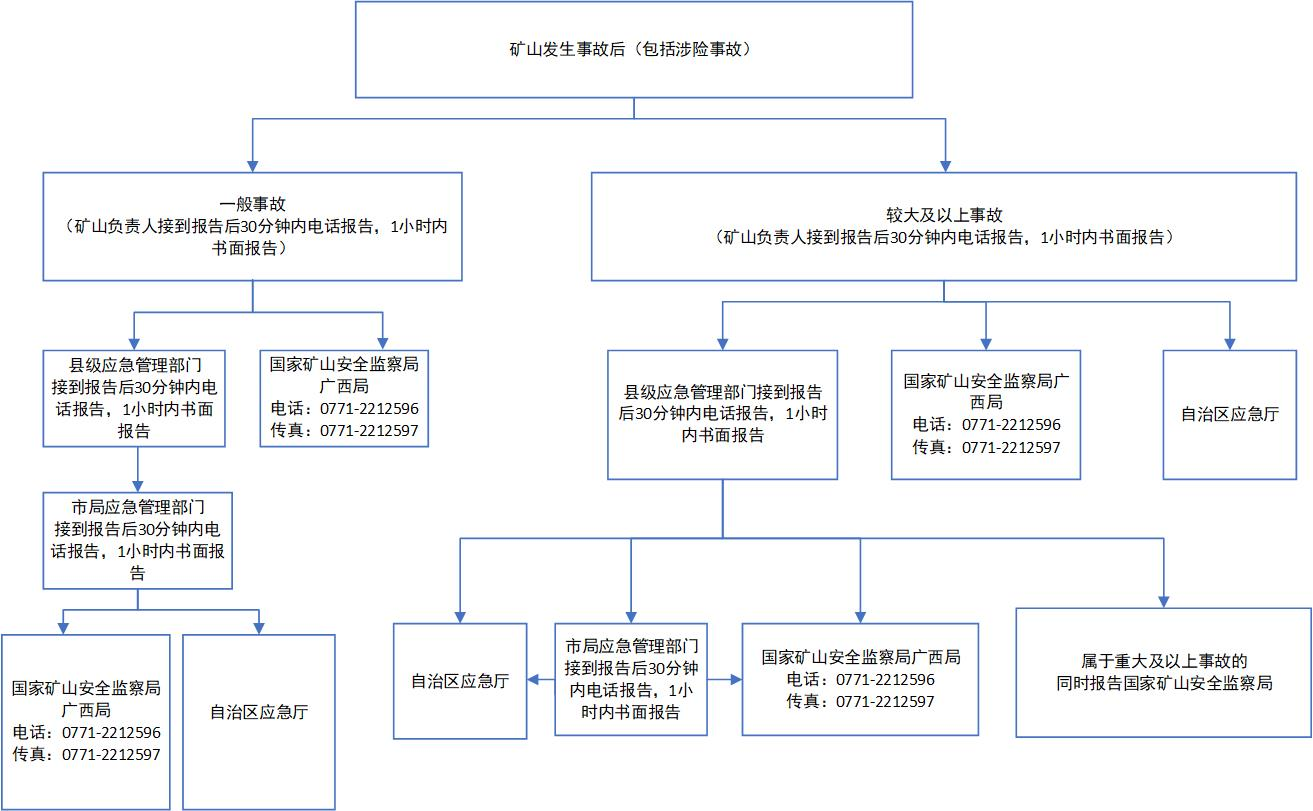 矿山发生事故后（包括涉险事故）
一般事故
（矿山负责人接到报告后30分钟内电话报告，1小时内
书面报告）
较大及以上事故
（矿山负责人接到报告后30分钟内电话报告，1小时内书面报告）
县级应急管理部门
接到报告后30分钟内电
话报告，1小时内书面
报告
国家矿山安全监察局
广西局
电话：0771-2212596
传真：0771-2212597
县级应急管理部门接到报告
后30分钟内电话报告，1小时
内书面报告
国家矿山安全监察局广
西局
电话：0771-2212596
传真：0771-2212597
自治区应急厅
市局应急管理部门
接到报告后30分钟内电
话报告，1小时内书面报
告
国家矿山安全监察局
广西局
电话：0771-2212596
传真：0771-2212597
自治区应急厅
自治区应急厅
市局应急管理部门
接到报告后30分钟
内电话报告，1小
时内书面报告
国家矿山安全监察局广西局
电话：0771-2212596
传真：0771-2212597
属于重大及以上事故的
同时报告国家矿山安全监察局